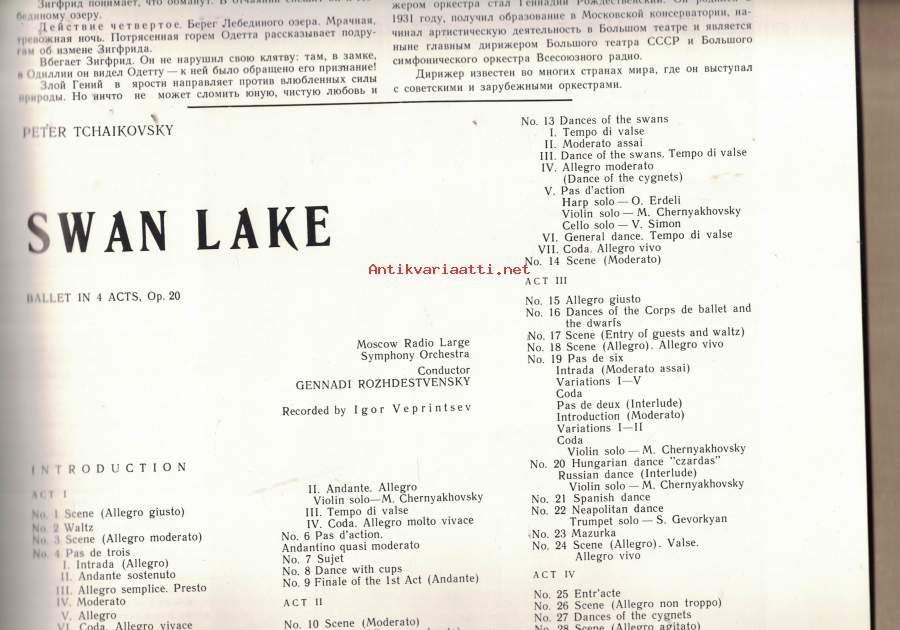 Зигфрид понимает, что обманут. В отчаянии
бединому озеру.
Действие четвертое. Берег Лебединого озера. Мрачная,
тревожная ночь. Потрясенная горем Одетта рассказывает подру-
гам об измене Зигфрида.
Вбегает Зигфрид. Он не нарушил свою клятву: там, в замке,
в Одиллии он видел Одетту — к ней было обращено его признание!
Злой Гений в ярости направляет против влюбленных силы
природы. Но ничто не может сломить юную, чистую любовь и
жером оркестра стал Геннадий Рождественский. Он родился в
1931 году, получил образование в Московской консерватории, на-
чинал артистическую деятельность в Большом театре и является
ныне главным дирижером Большого театра СССР и Большого
симфонического оркестра Всесоюзного радио.
Дирижер известен во многих странах мира, где он выступал
с советскими и зарубежными оркестрами.
PETER TCHAIKOVSKY
SWAN LAKE
BALLET IN 4 ACTS, Op. 20
Moscow Radio Large
Symphony Orchestra
Conductor
GENNADI ROZHDESTVENSKY
Recorded by Igor Veprintsev
INTRODUCTION
ACT I
No. 1 Scene (Allegro giusto)
No. 2 Waltz
No. 3 Scene (Allegro moderato)
No. 4 Pas de trois
I. Intrada (Allegro)
II. Andante sostenuto
III. Allegro semplice. Presto
IV. Moderato
V. Allegro
VI. Coda. Allegro vivace
II. Andante. Allegro
Violin solo—M. Chernyakhovsky
III. Tempo di valse
IV. Coda. Allegro molto vivace
No. 6 Pas d'action.
Andantino quasi moderato
No. 7 Sujet
No. 8 Dance with cups
No. 9 Finale of the 1st Act (Andante)
ACT II
No. 10 Scene (Moderato)
No. 13 Dances of the swans
I. Tempo di valse
II. Moderato assai
III. Dance of the swans. Tempo di valse
IV. Allegro moderato
(Dance of the cygnets)
V. Pas d'action
Harp solo — O. Erdeli
Violin solo — M. Chernyakhovsky
Cello solo — V. Simon
VI. General dance. Tempo di valse
VII. Coda. Allegro vivo
No. 14 Scene (Moderato)
Antikvariaatti.net
ACT III
No. 15 Allegro giusto
No. 16 Dances of the Corps de ballet and
the dwarfs
No. 17 Scene (Entry of guests and waltz)
No. 18 Scene (Allegro). Allegro vivo
No. 19 Pas de six
Intrada (Moderato assai)
Variations I—V
Coda
Pas de deux (Interlude)
Introduction (Moderato)
Variations I—II
Coda
Violin solo — M. Chernyakhovsky
No. 20 Hungarian dance "czardas"
Russian dance (Interlude)
Violin solo — M. Chernyakhovsky
No. 21 Spanish dance
No. 22 Neapolitan dance
Trumpet solo — S. Gevorkyan
No. 23 Mazurka
No. 24 Scene (Allegro). Valse.
Allegro vivo
ACT IV
No. 25 Entr'acte
No. 26 Scene (Allegro non troppo)
No. 27 Dances of the cygnets
No. 28 Scene (Allegro agitato)